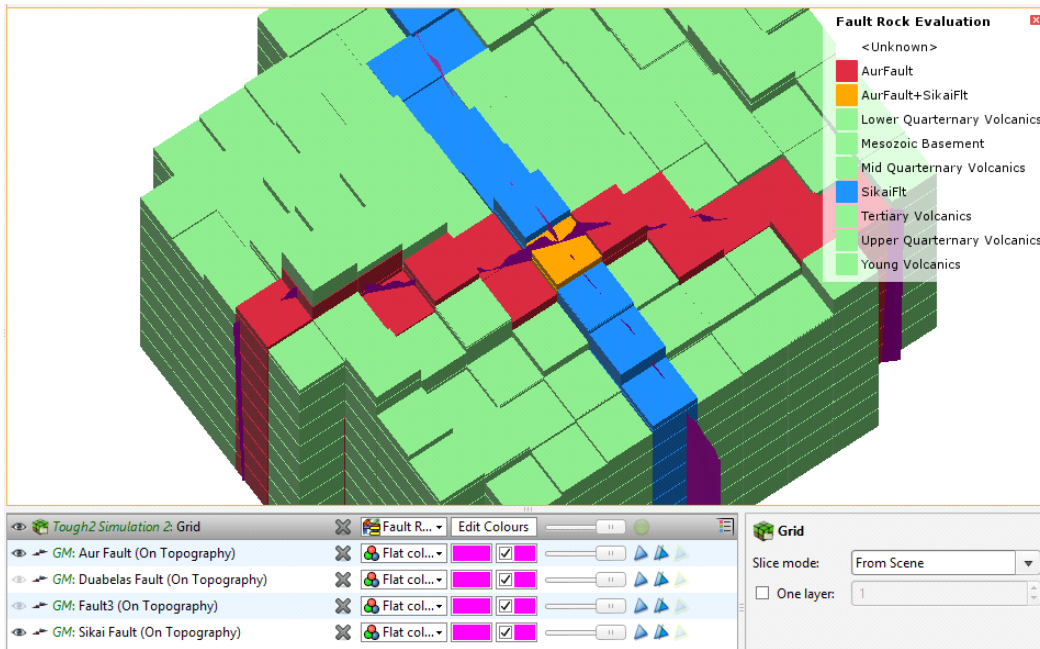 Fault Rock Evaluation
<Unknown>
AurFault
AurFault+SikaiFlt
Lower Quarternary Volcanics
Mesozoic Basement
Mid Quarternary Volcanics
SikaiFlt
Tertiary Volcanics
Upper Quarternary Volcanics
Young Volcanics
Tough2 Simulation 2: Grid Fault R... Edit Colours
GM: Aur Fault (On Topography) Flat col...
GM: Duabelas Fault (On Topography) Flat col...
GM: Fault3 (On Topography) Flat col...
GM: Sikai Fault (On Topography) Flat col...
Grid
Slice mode: From Scene
One layer: 1